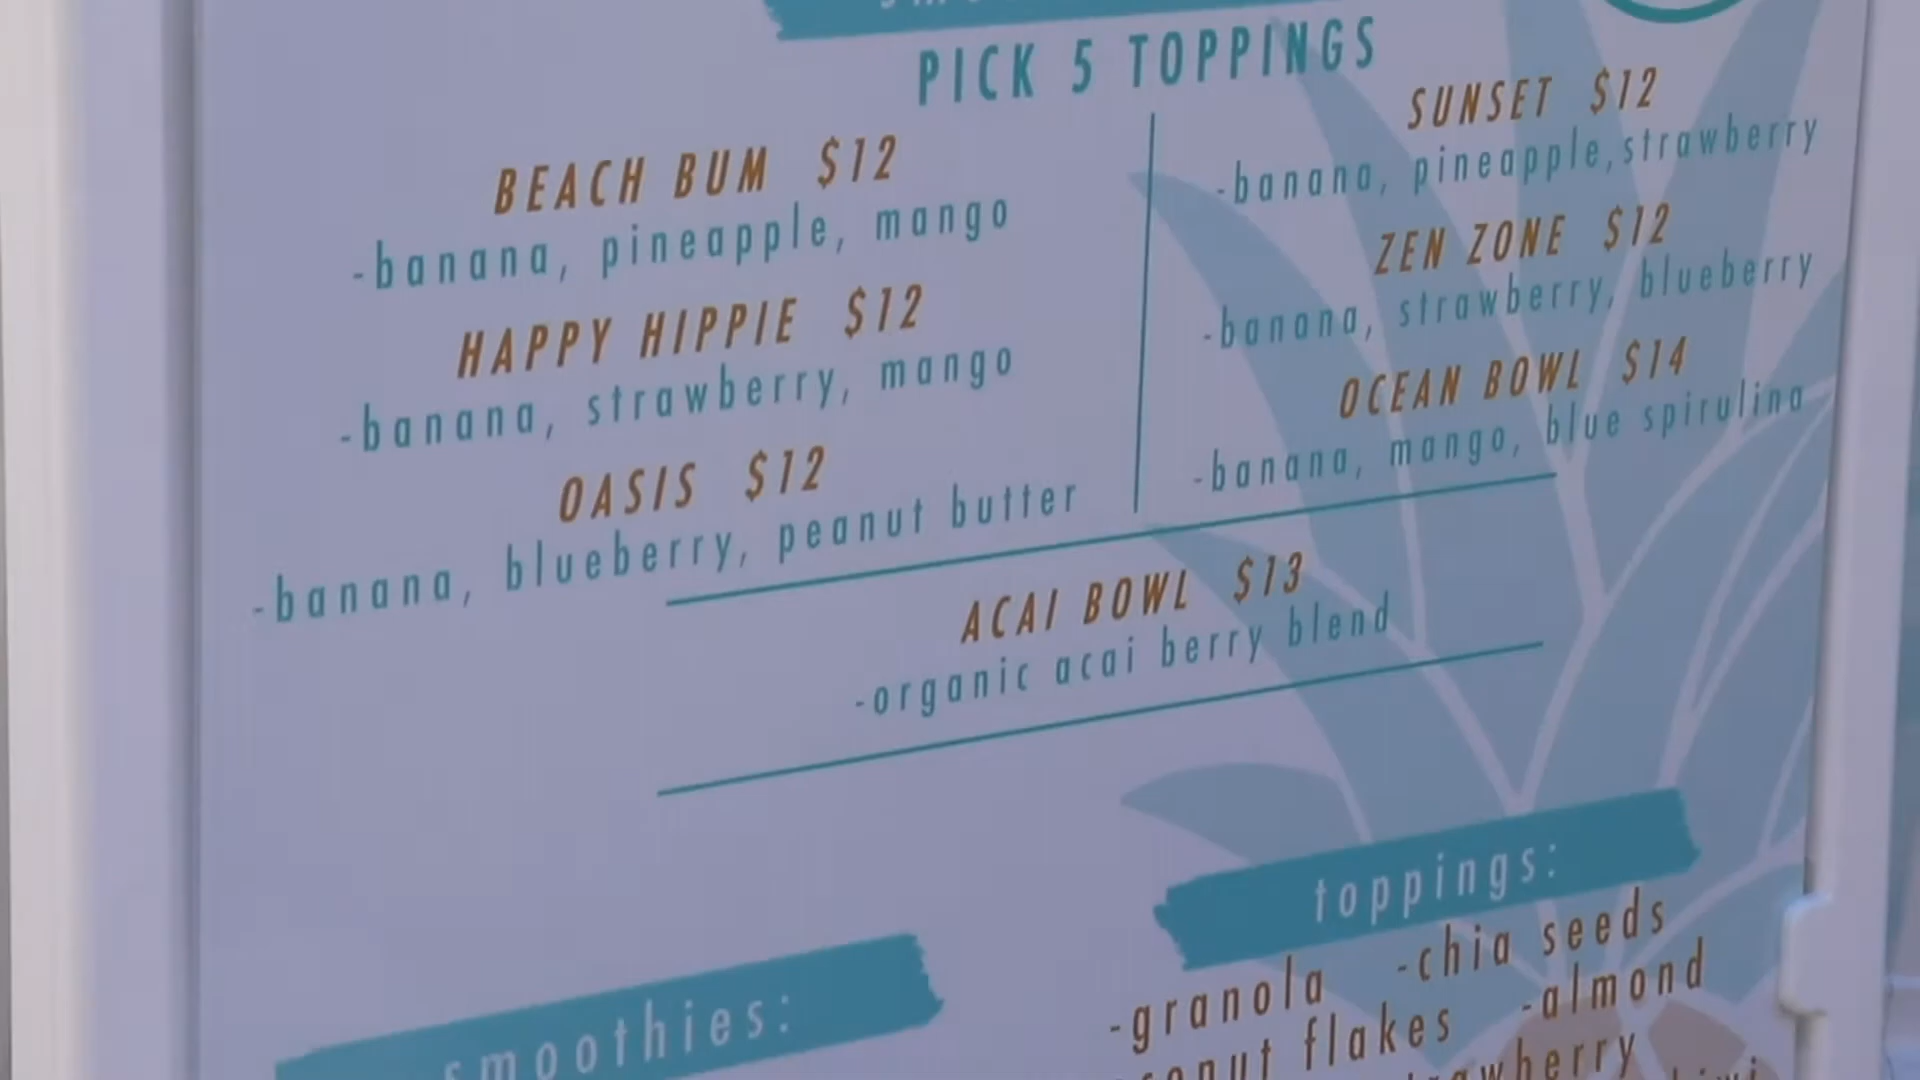 PICK 5 TOPPINGS
BEACH BUM $12
-banana, pineapple, mango
HAPPY HIPPIE $12
-banana, strawberry, mango
OASIS $12
-banana, blueberry, peanut butter
SUNSET $12
-banana, pineapple,strawberry
ZEN ZONE $12
-banana, strawberry, blueberry
OCEAN BOWL $14
-banana, mango, blue spirulina
ACAI BOWL $13
-organic acai berry blend
smoothies:
toppings:
-granola -chia seeds
flakes -almond